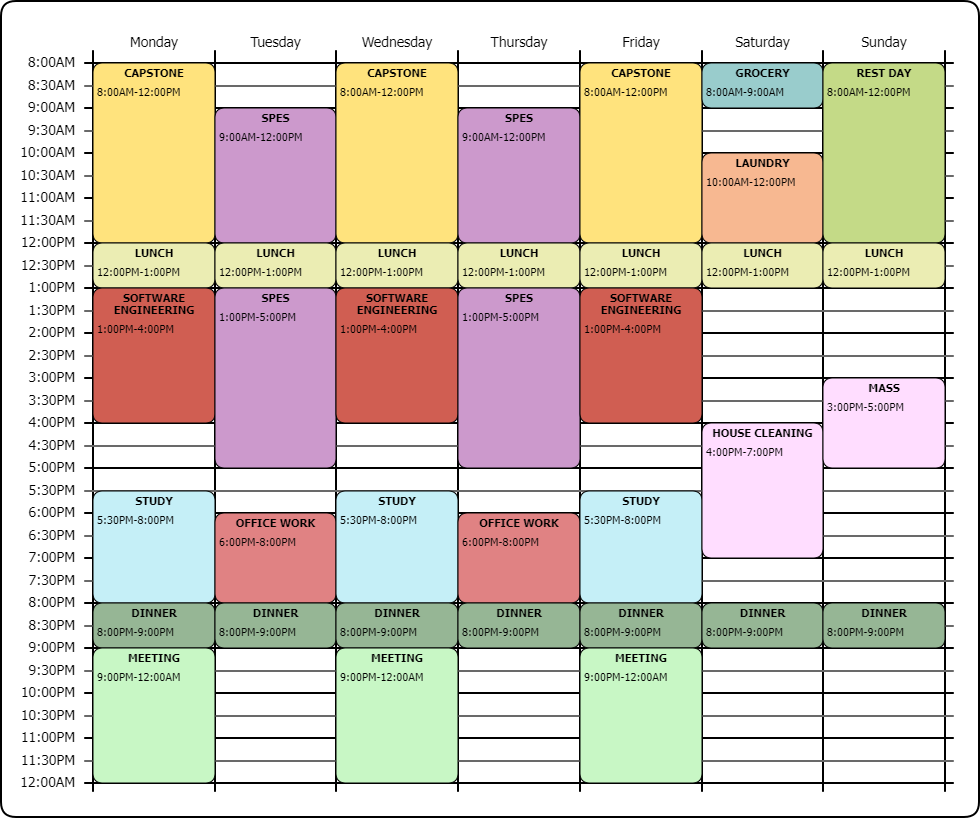 Monday Tuesday Wednesday Thursday Friday Saturday Sunday
8:00AM CAPSTONE CAPSTONE CAPSTONE GROCERY REST DAY
8:30AM 8:00AM-12:00PM 8:00AM-12:00PM 8:00AM-12:00PM 8:00AM-9:00AM 8:00AM-12:00PM
9:00AM SPES SPES
9:30AM 9:00AM-12:00PM 9:00AM-12:00PM
10:00AM LAUNDRY
10:30AM 10:00AM-12:00PM
11:00AM
11:30AM
12:00PM LUNCH LUNCH LUNCH LUNCH LUNCH LUNCH LUNCH
12:30PM 12:00PM-1:00PM 12:00PM-1:00PM 12:00PM-1:00PM 12:00PM-1:00PM 12:00PM-1:00PM 12:00PM-1:00PM 12:00PM-1:00PM
1:00PM SOFTWARE SPES SOFTWARE SPES SOFTWARE
1:30PM ENGINEERING 1:00PM-5:00PM ENGINEERING 1:00PM-5:00PM ENGINEERING
2:00PM 1:00PM-4:00PM 1:00PM-4:00PM 1:00PM-4:00PM
2:30PM
3:00PM MASS
3:30PM 3:00PM-5:00PM
4:00PM HOUSE CLEANING
4:30PM 4:00PM-7:00PM
5:00PM
5:30PM STUDY STUDY STUDY
6:00PM 5:30PM-8:00PM OFFICE WORK 5:30PM-8:00PM OFFICE WORK 5:30PM-8:00PM
6:30PM 6:00PM-8:00PM 6:00PM-8:00PM
7:00PM
7:30PM
8:00PM DINNER DINNER DINNER DINNER DINNER DINNER DINNER
8:30PM 8:00PM-9:00PM 8:00PM-9:00PM 8:00PM-9:00PM 8:00PM-9:00PM 8:00PM-9:00PM 8:00PM-9:00PM 8:00PM-9:00PM
9:00PM MEETING MEETING MEETING
9:30PM 9:00PM-12:00AM 9:00PM-12:00AM 9:00PM-12:00AM
10:00PM
10:30PM
11:00PM
11:30PM
12:00AM